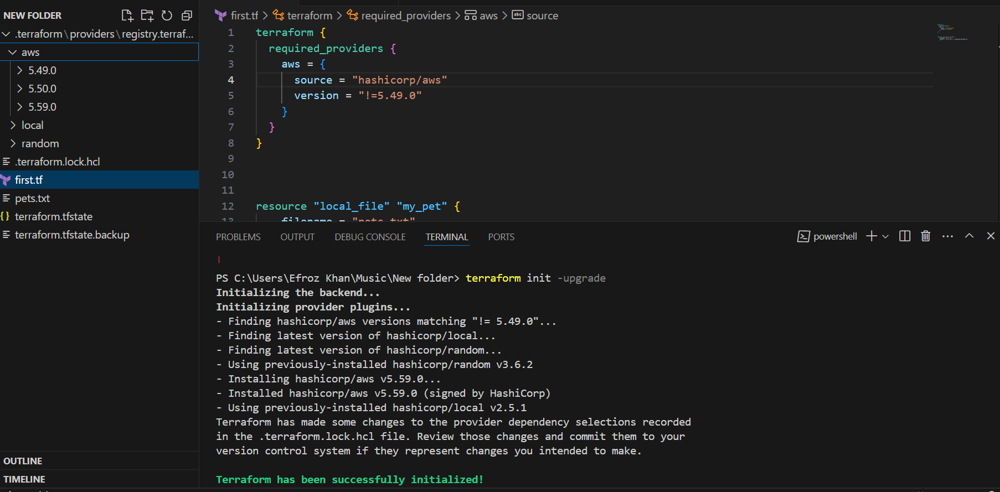 NEW FOLDER
.terraform\providers\registry.terraf...
aws
5.49.0
5.50.0
5.59.0
local
random
.terraform.lock.hcl
first.tf
pets.txt
terraform.tfstate
terraform.tfstate.backup
OUTLINE
TIMELINE
first.tf > terraform > required_providers > aws > source
1 terraform {
2 required_providers {
3 aws = {
4 source = "hashicorp/aws"
5 version = "!=5.49.0"
6 }
7 }
8 }
9
10
11
12 resource "local_file" "my_pet" {
13 filename = "pets.txt"
PROBLEMS OUTPUT DEBUG CONSOLE TERMINAL PORTS powershell
PS C:\Users\Efroz Khan\Music\New folder> terraform init -upgrade
Initializing the backend...
Initializing provider plugins...
- Finding hashicorp/aws versions matching "!= 5.49.0"...
- Finding latest version of hashicorp/local...
- Finding latest version of hashicorp/random...
- Using previously-installed hashicorp/random v3.6.2
- Installing hashicorp/aws v5.59.0...
- Installed hashicorp/aws v5.59.0 (signed by HashiCorp)
- Using previously-installed hashicorp/local v2.5.1
Terraform has made some changes to the provider dependency selections recorded
in the .terraform.lock.hcl file. Review those changes and commit them to your
version control system if they represent changes you intended to make.
Terraform has been successfully initialized!